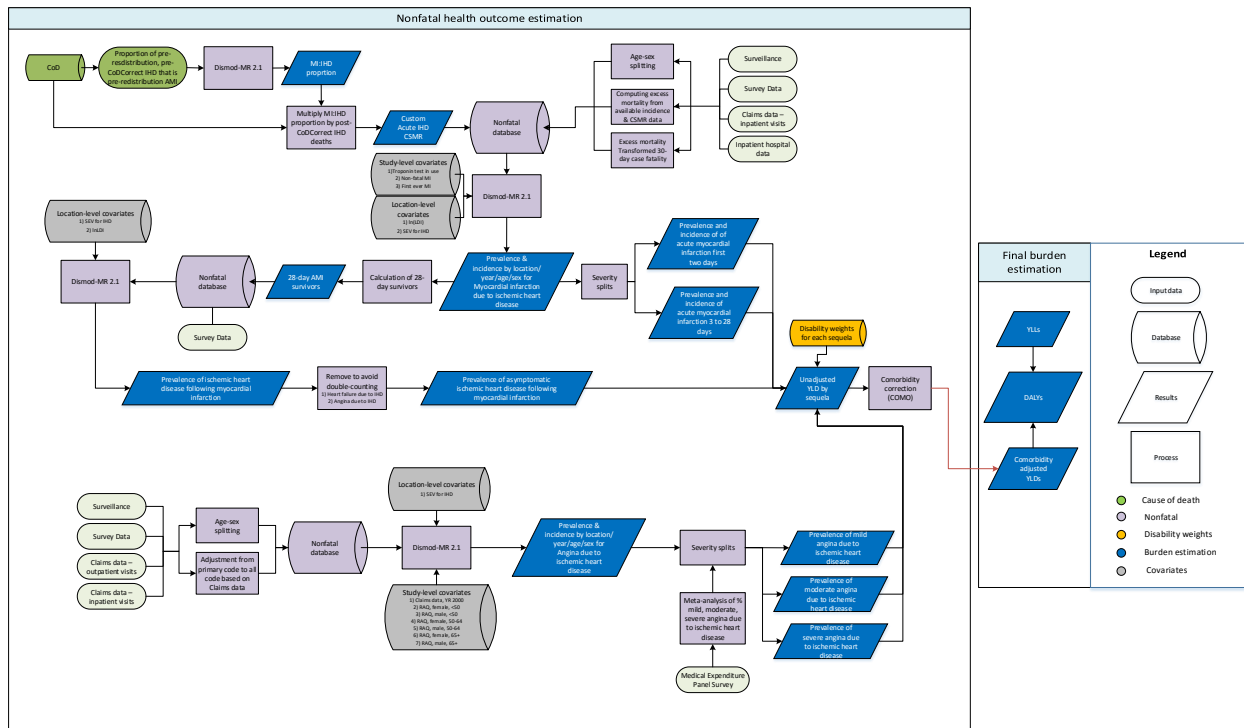 Nonfatal health outcome estimation
CoD
Proportion of pre-
resdistribution, pre-
CoDCorrect IHD that is
pre-redistribution AMI
Dismod-MR 2.1
MI:IHD
proprtion
Multiply MI:IHD
proportion by post-
CoDCorrect IHD
deaths
Custom
Acute IHD
CSMR
Nonfatal
database
Age-sex
splitting
Computing excess
mortality from
available incidence
& CSMR data
Excess mortality
Transformed 30-
day case fatality
Surveillance
Survey Data
Claims data –
inpatient visits
Inpatient hospital
data
Study-level covariates
1)Troponin test in use
2) Non-fatal MI
3) First ever MI
Location-level
covariates
1) ln(LDI)
2) SEV for IHD
Dismod-MR 2.1
Location-level covariates
1) SEV for IHD
2) lnLDI
Dismod-MR 2.1
Nonfatal
database
Survey Data
28-day AMI
survivors
Calculation of 28-
day survivors
Prevalence &
incidence by location/
year/age/sex for
Myocardial infarction
due to ischemic heart
disease
Severity
splits
Prevalence and
incidence of of
acute myocardial
infarction first
two days
Prevalence and
incidence of acute
myocardial
infarction 3 to 28
days
Disability weights
for each sequela
Prevalence of ischemic heart
disease following myocardial
infarction
Remove to avoid
double-counting
1) Heart failure due to IHD
2) Angina due to IHD
Prevalence of asymptomatic
ischemic heart disease following
myocardial infarction
Unadjusted
YLD by
sequela
Comorbidity
correction
(COMO)
Surveillance
Survey Data
Claims data –
outpatient visits
Claims data –
inpatient visits
Age-sex
splitting
Adjustment from
primary code to all
code based on
Claims data
Nonfatal
database
Location-level covariates
1) SEV for IHD
Dismod-MR 2.1
Study-level covariates
1) Claims data, YR 2000
2) RAQ, female, <50
3) RAQ, male, <50
4) RAQ, female, 50-64
5) RAQ, male, 50-64
6) RAQ, female, 65+
7) RAQ, male, 65+
Prevalence &
incidence by location/
year/age/sex for
Angina due to
Ischemic heart
disease
Severity splits
Meta-analysis of %
mild, moderate,
severe angina due to
ischemic heart
disease
Medical Expenditure
Panel Survey
Prevalence of mild
angina due to
ischemic heart
disease
Prevalence of
moderate angina
due to ischemic
heart disease
Prevalence of
severe angina due
to ischemic heart
disease
Final burden
estimation
YLLs
DALYs
Comorbidity
adjusted
YLDs
Legend
Input data
Database
Results
Process
Cause of death
Nonfatal
Disability weights
Burden estimation
Covariates